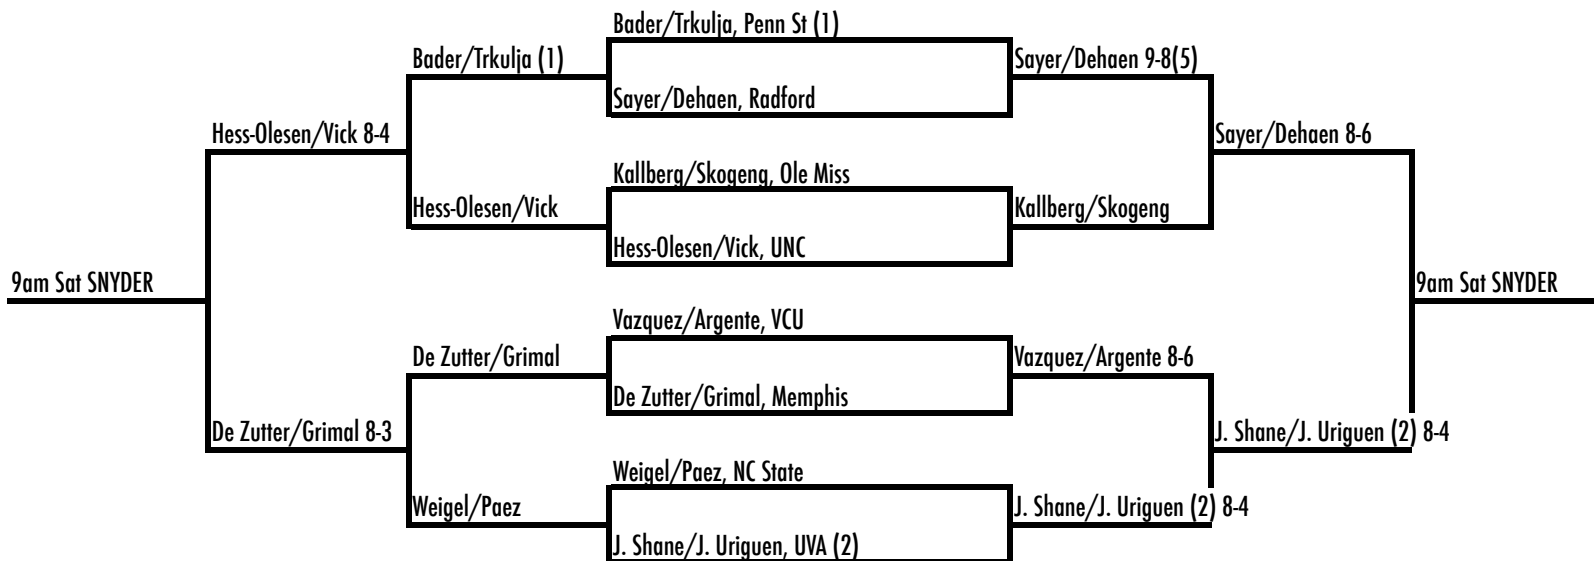 Bader/Trkulja, Penn St (1)
Bader/Trkulja (1)
Sayer/Dehaen 9-8(5)
Sayer/Dehaen, Radford
Hess-Olesen/Vick 8-4
Sayer/Dehaen 8-6
Kallberg/Skogeng, Ole Miss
Hess-Olesen/Vick
Kallberg/Skogeng
Hess-Olesen/Vick, UNC
9am Sat SNYDER
9am Sat SNYDER
Vazquez/Argente, VCU
De Zutter/Grimal
Vazquez/Argente 8-6
De Zutter/Grimal, Memphis
De Zutter/Grimal 8-3
J. Shane/J. Uriguen (2) 8-4
Weigel/Paez, NC State
Weigel/Paez
J. Shane/J. Uriguen (2) 8-4
J. Shane/J. Uriguen, UVA (2)